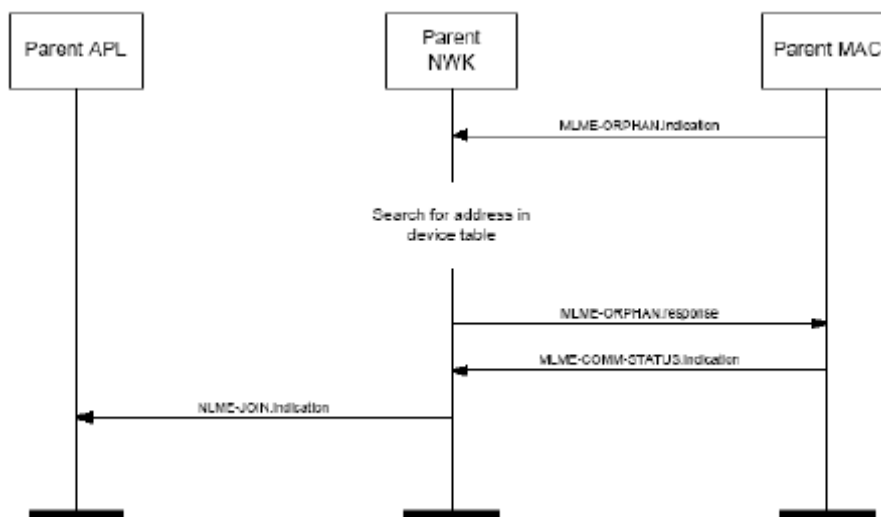 Parent APL
Parent
NWK
Parent MAC
MLME-ORPHAN.indication
Search for address in
device table
MLME-ORPHAN.response
MLME-COMM-STATUS.indication
NLME-JOIN.indication